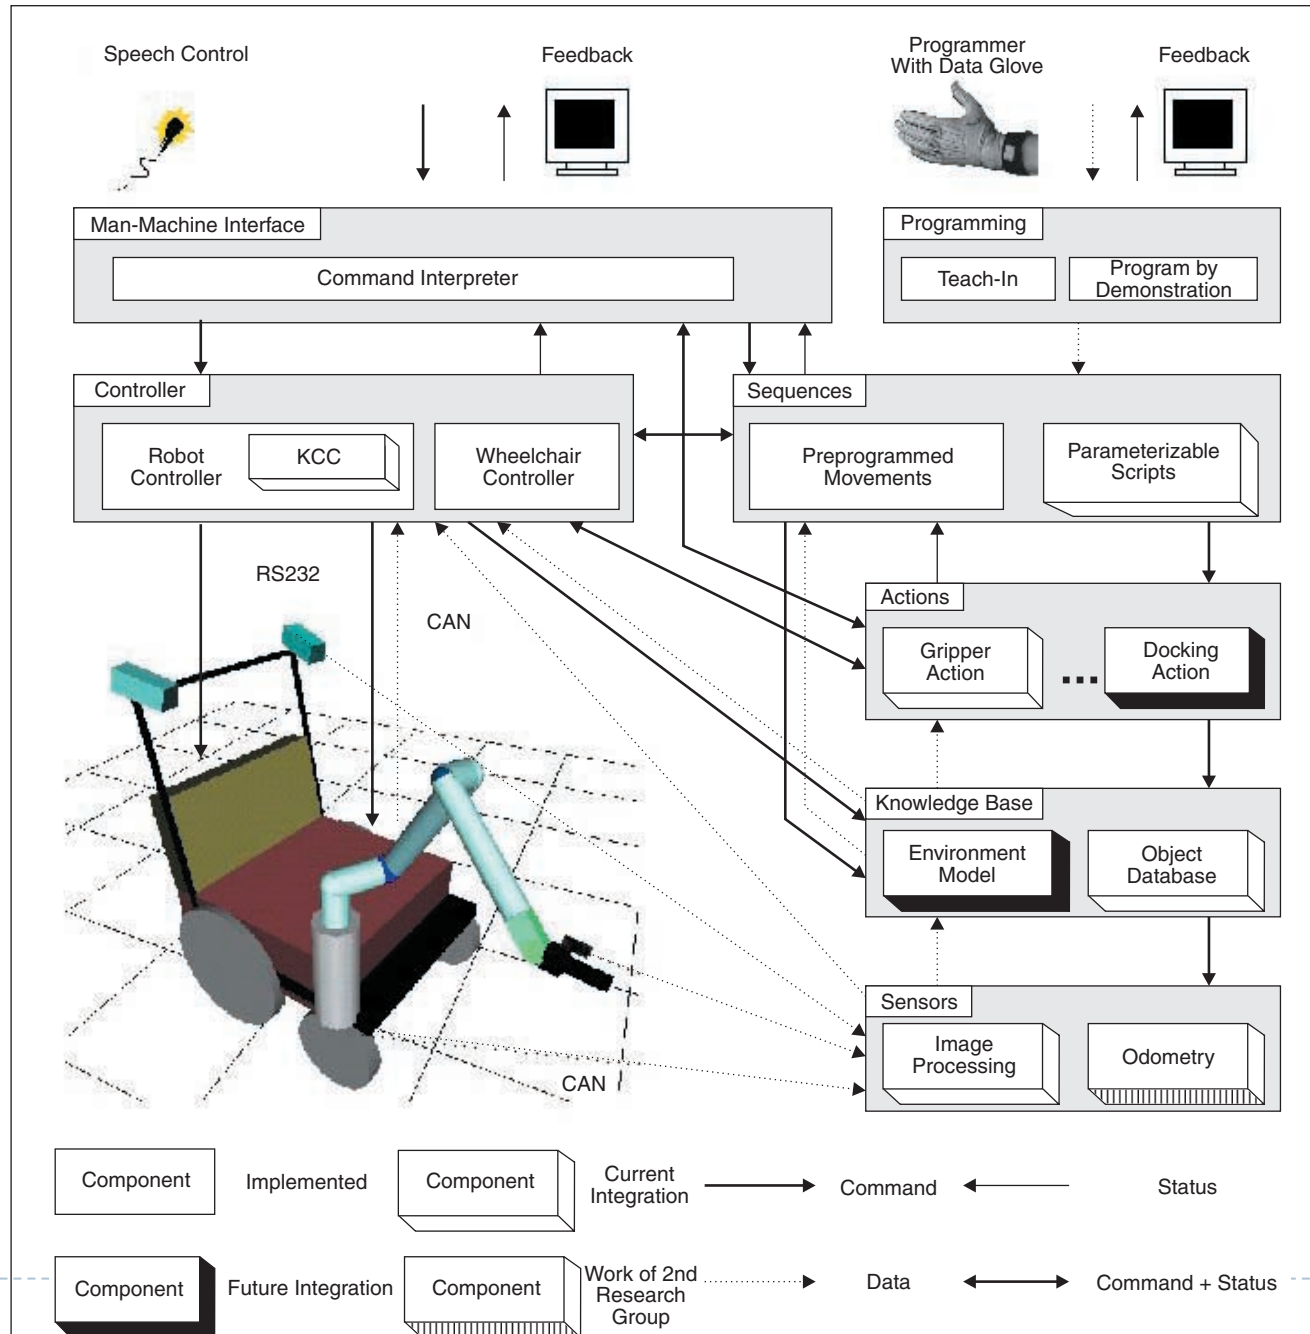 Speech Control
Feedback
Programmer
With Data Glove
Feedback
Man-Machine Interface
Command Interpreter
Programming
Teach-In
Program by
Demonstration
Controller
Robot
Controller
KCC
Wheelchair
Controller
Sequences
Preprogrammed
Movements
Parameterizable
Scripts
RS232
CAN
Actions
Gripper
Action
Docking
Action
Knowledge Base
Environment
Model
Object
Database
Sensors
Image
Processing
Odometry
CAN
Component
Implemented
Component
Current
Integration
Command
Status
Component
Future Integration
Component
Work of 2nd
Research
Group
Data
Command + Status